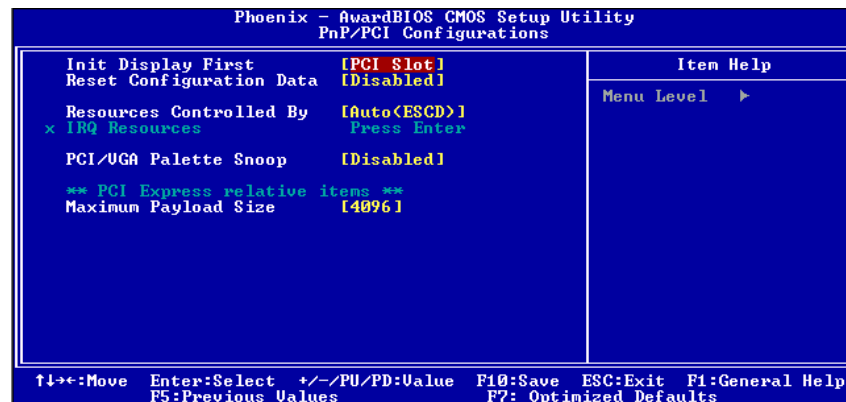 Phoenix - AwardBIOS CMOS Setup Utility
PnP/PCI Configurations
Init Display First [PCI Slot]
Reset Configuration Data [Disabled]
Resources Controlled By [Auto(ESCD)]
x IRQ Resources Press Enter
PCI/VGA Palette Snoop [Disabled]
** PCI Express relative items **
Maximum Payload Size [4096]
Item Help
Menu Level ►
↑↓→←:Move Enter:Select +/-/PU/PD:Value F10:Save ESC:Exit F1:General Help
F5:Previous Values F7: Optimized Defaults